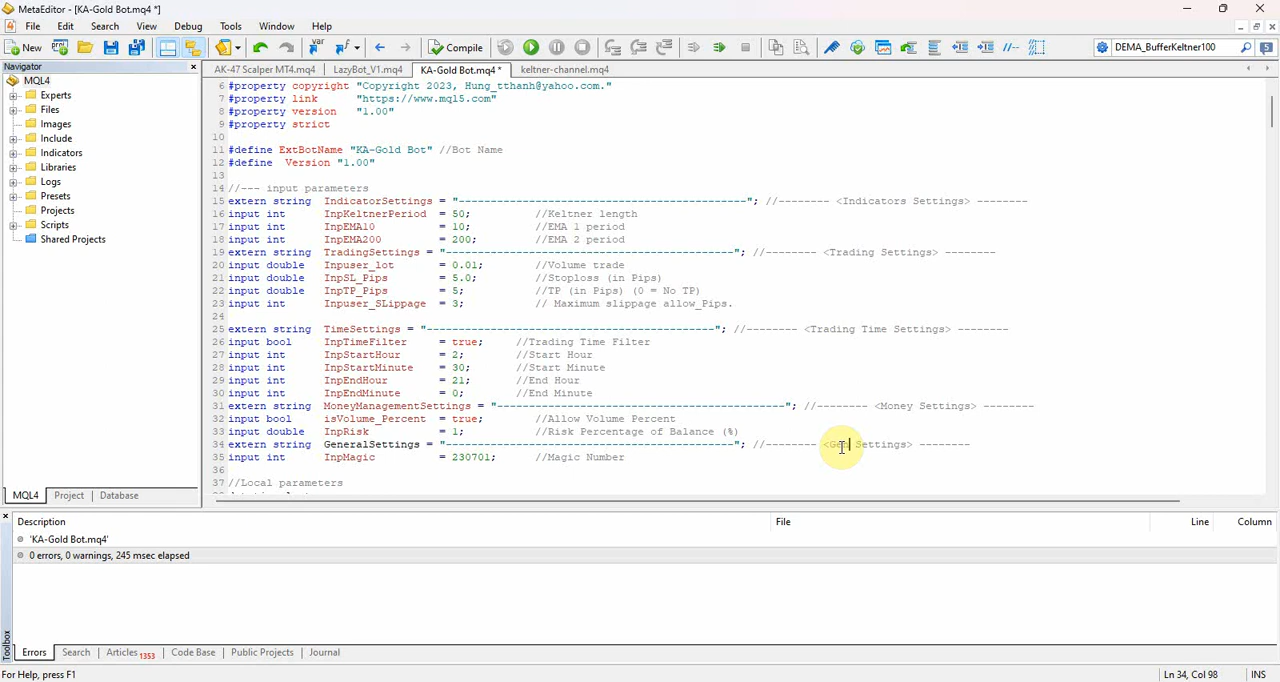 MetaEditor - [KA-Gold Bot.mq4 *]
File Edit Search View Debug Tools Window Help
New Compile DEMA_BufferKeltner100 5
Navigator
AK-47 Scalper MT4.mq4 LazyBot_V1.mq4 KA-Gold Bot.mq4 * keltner-channel.mq4
MQL4
Experts
Files
Images
Include
Indicators
Libraries
Logs
Presets
Projects
Scripts
Shared Projects
MQL4 Project Database
6 #property copyright "Copyright 2023, Hung_tthanh@yahoo.com."
7 #property link "https://www.mql5.com"
8 #property version "1.00"
9 #property strict
10
11 #define ExtBotName "KA-Gold Bot" //Bot Name
12 #define Version "1.00"
13
14 //--- input parameters
15 extern string IndicatorSettings = "---------------------------------------------"; //-------- <Indicators Settings> --------
16 input int InpKeltnerPeriod = 50; //Keltner length
17 input int InpEMA10 = 10; //EMA 1 period
18 input int InpEMA200 = 200; //EMA 2 period
19 extern string TradingSettings = "---------------------------------------------"; //-------- <Trading Settings> --------
20 input double Inpuser_lot = 0.01; //Volume trade
21 input double InpSL_Pips = 5.0; //Stoploss (in Pips)
22 input double InpTP_Pips = 5; //TP (in Pips) (0 = No TP)
23 input int Inpuser_SLippage = 3; // Maximum slippage allow_Pips.
24
25 extern string TimeSettings = "---------------------------------------------"; //-------- <Trading Time Settings> --------
26 input bool InpTimeFilter = true; //Trading Time Filter
27 input int InpStartHour = 2; //Start Hour
28 input int InpStartMinute = 30; //Start Minute
29 input int InpEndHour = 21; //End Hour
30 input int InpEndMinute = 0; //End Minute
31 extern string MoneyManagementSettings = "---------------------------------------------"; //-------- <Money Settings> --------
32 input bool isVolume_Percent = true; //Allow Volume Percent
33 input double InpRisk = 1; //Risk Percentage of Balance (%)
34 extern string GeneralSettings = "---------------------------------------------"; //-------- Settings> --------
35 input int InpMagic = 230701; //Magic Number
36
37 //Local parameters
Description File Line Column
'KA-Gold Bot.mq4'
0 errors, 0 warnings, 245 msec elapsed
Toolbox
Errors Search Articles 1353 Code Base Public Projects Journal
For Help, press F1 Ln 34, Col 98 INS